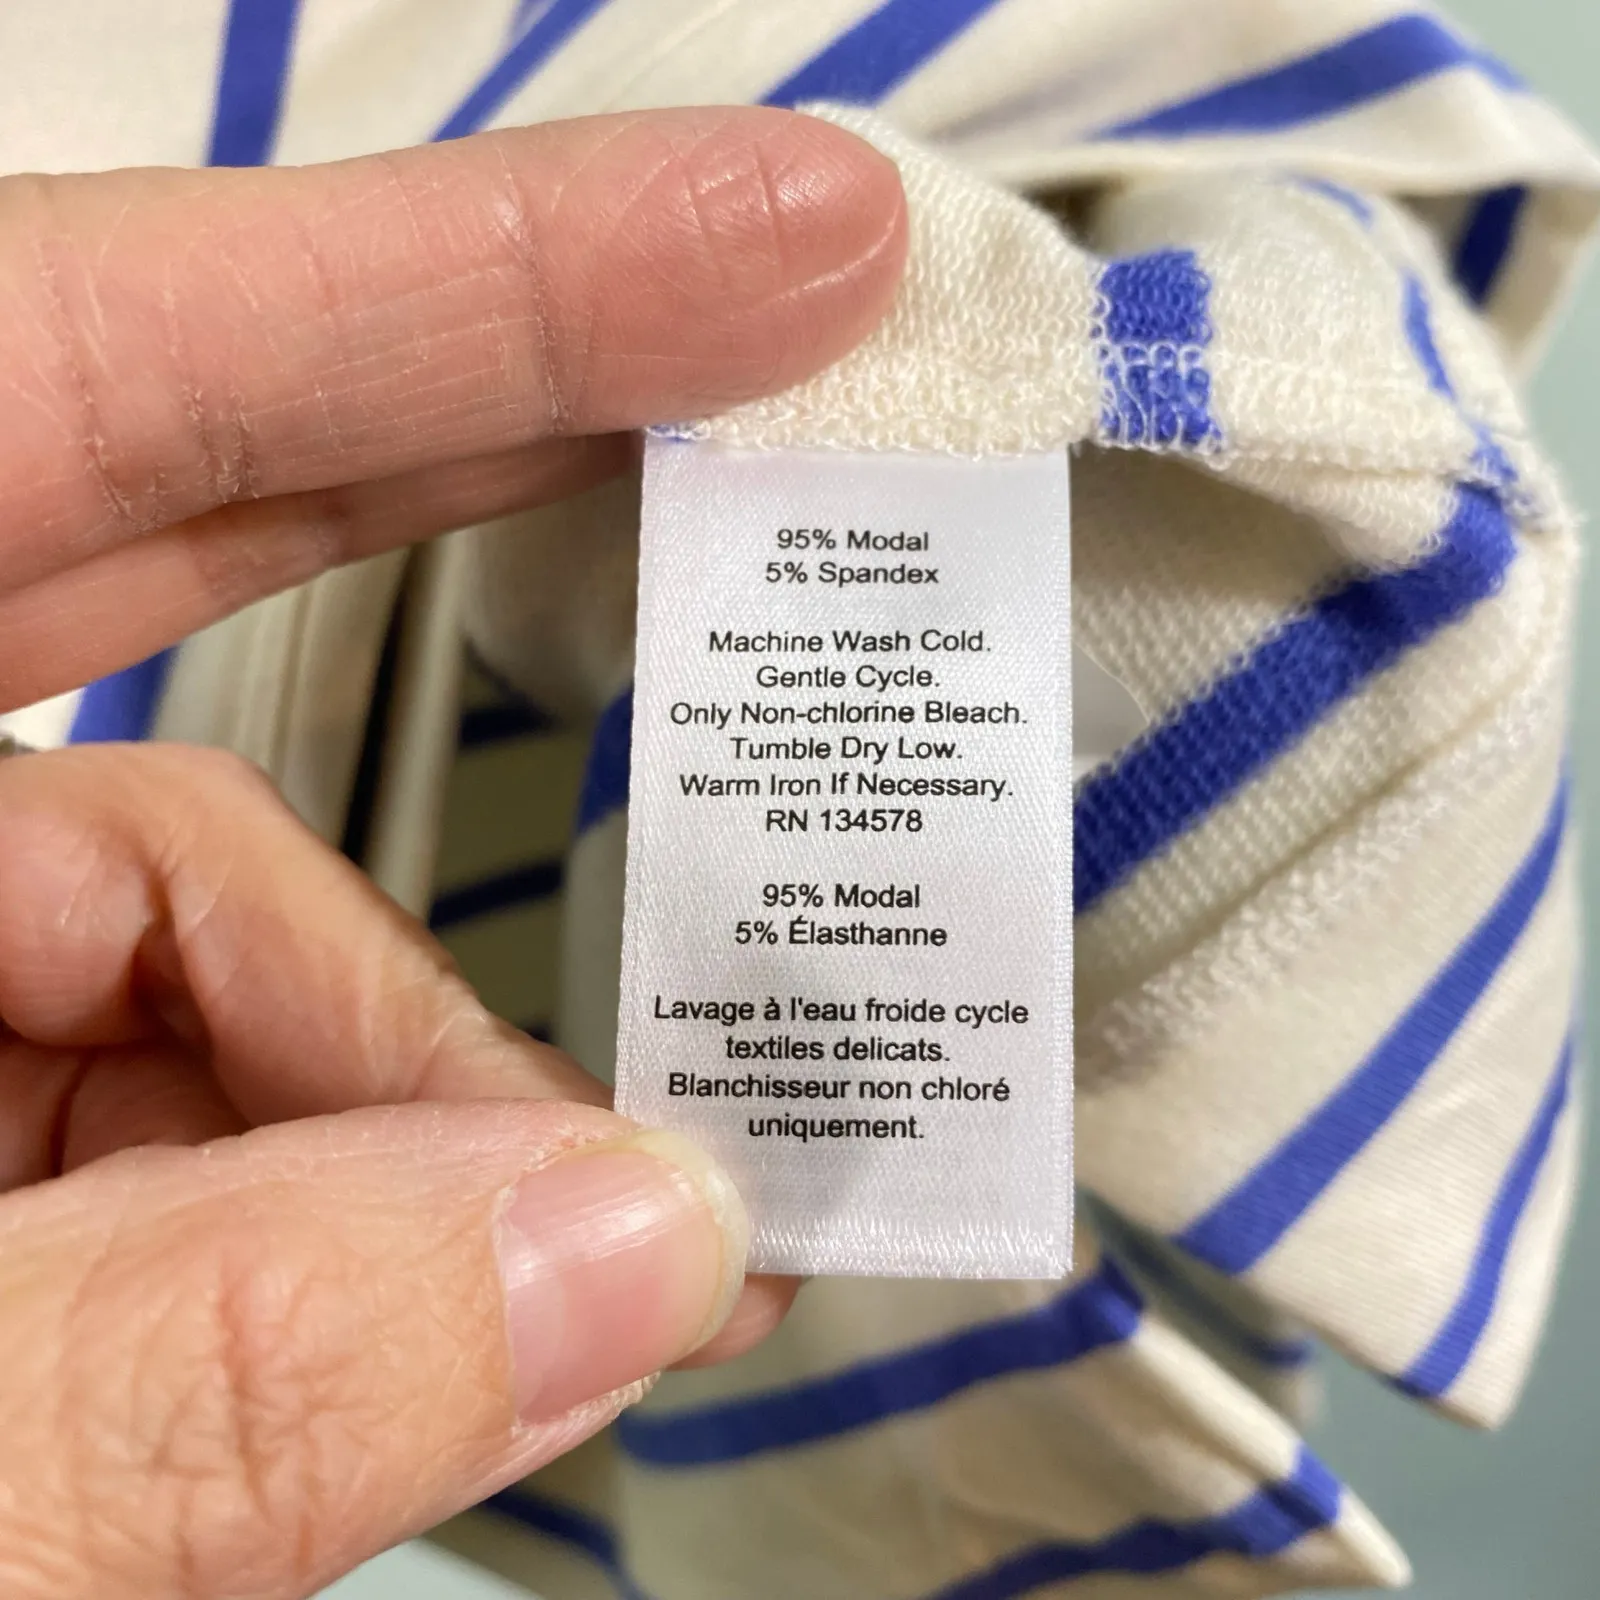 95% Modal
5% Spandex
Machine Wash Cold.
Gentle Cycle.
Only Non-chlorine Bleach.
Tumble Dry Low.
Warm Iron If Necessary.
RN 134578
95% Modal
5% Élasthanne
Lavage à l'eau froide cycle
textiles delicats.
Blanchisseur non chloré
uniquement.